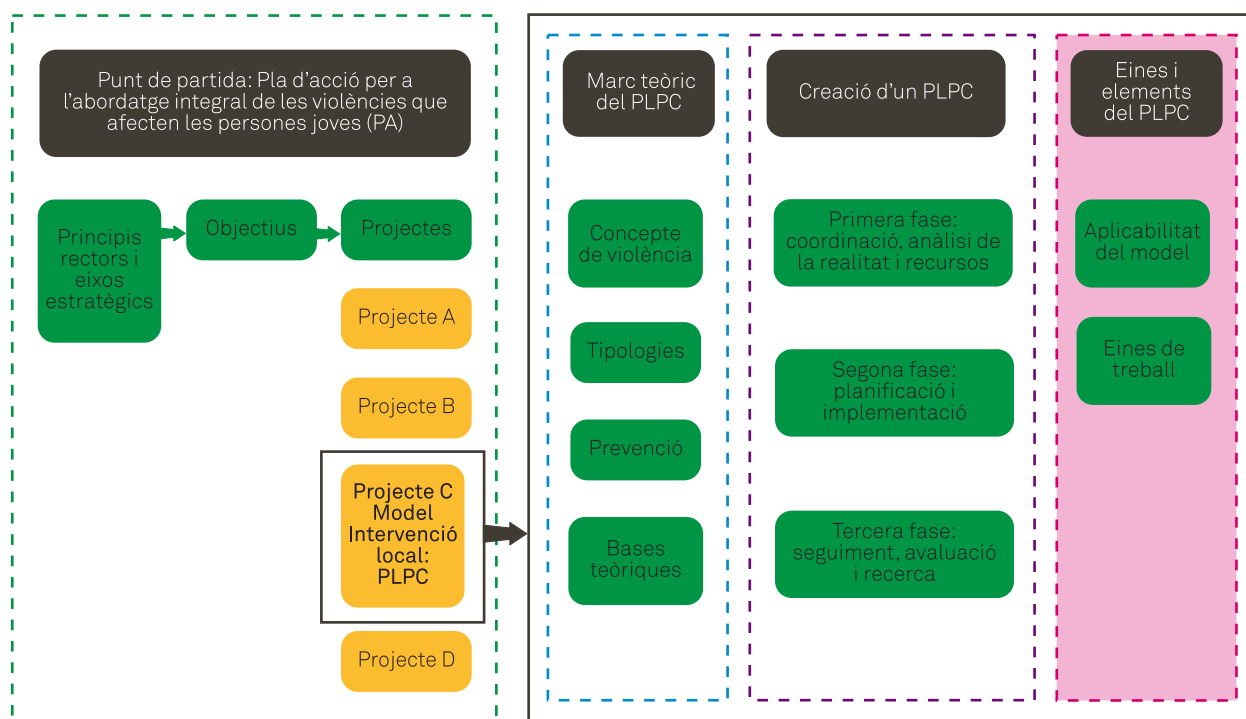 Punt de partida: Pla d’acció per a
l’abordatge integral de les violències que
afecten les persones joves (PA)
Principis
rectors i
eixos
estratègics
Objectius
Projectes
Projecte A
Projecte B
Projecte C
Model
Intervenció
local:
PLPC
Projecte D
Marc teòric
del PLPC
Concepte
de violència
Tipologies
Prevenció
Bases
teòriques
Creació d’un PLPC
Primera fase:
coordinació, anàlisi de
la realitat i recursos
Segona fase:
planificació i
implementació
Tercera fase:
seguiment, avaluació
i recerca
Eines i
elements
del PLPC
Aplicabilitat
del model
Eines de
treball